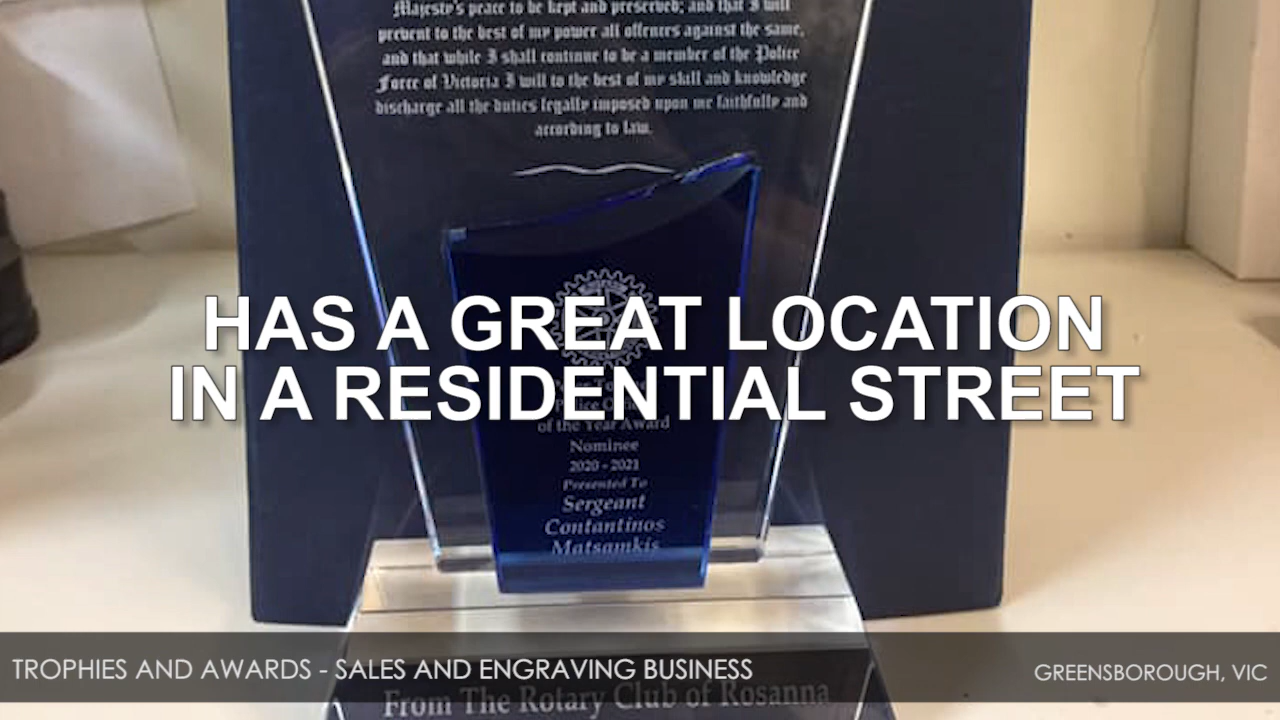 Majesty's peace to be kept and preserved; and that I will
prevent to the best of my power all offences against the same,
and that while I shall continue to be a member of the Police
Force of Victoria I will to the best of my skill and knowledge
discharge all the duties legally imposed upon me faithfully and
according to law.
HAS A GREAT LOCATION
IN A RESIDENTIAL STREET
of the Year Award
Nominee
2020 - 2021
Presented To
Sergeant
Contantinos
Matsamkis
TROPHIES AND AWARDS - SALES AND ENGRAVING BUSINESS
GREENSBOROUGH, VIC
From The Rotary Club of Rosanna